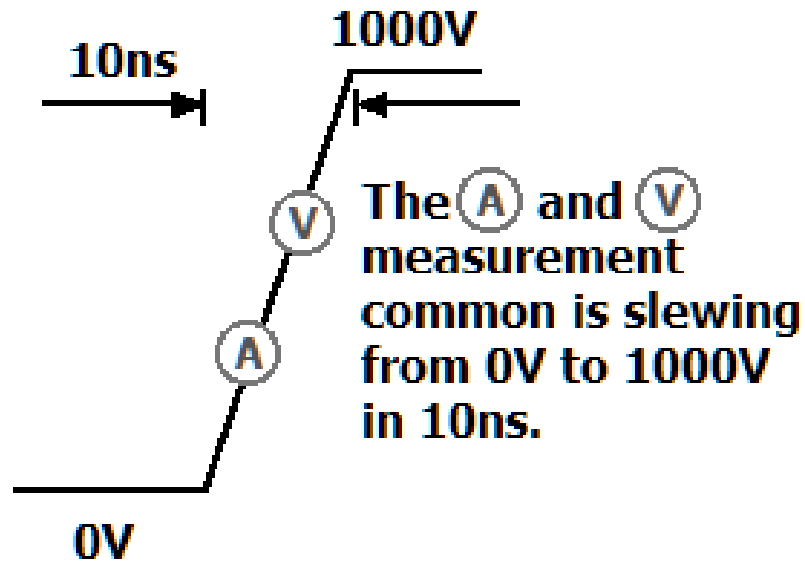 1000V
10ns
V
A
The A and V
measurement
common is slewing
from 0V to 1000V
in 10ns.
0V